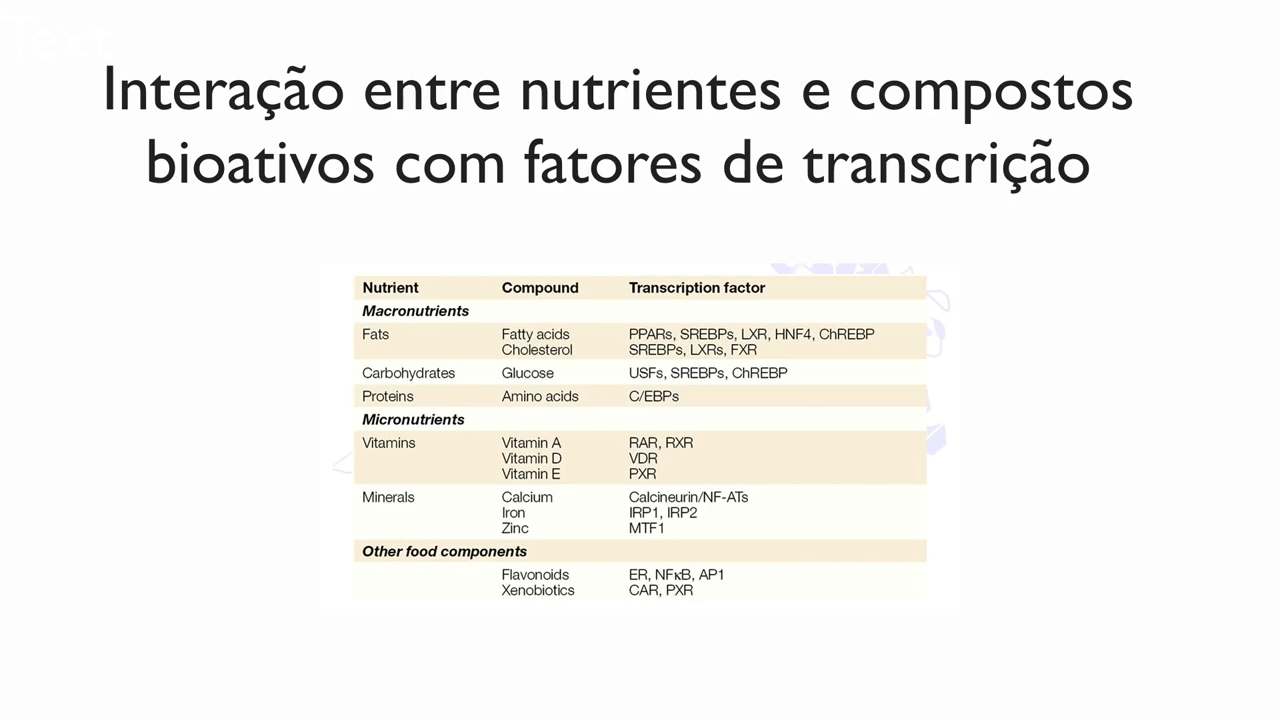 Text
Interação entre nutrientes e compostos
bioativos com fatores de transcrição
Nutrient Compound Transcription factor
Macronutrients
Fats Fatty acids PPARs, SREBPs, LXR, HNF4, ChREBP
Cholesterol SREBPs, LXRs, FXR
Carbohydrates Glucose USFs, SREBPs, ChREBP
Proteins Amino acids C/EBPs
Micronutrients
Vitamins Vitamin A RAR, RXR
Vitamin D VDR
Vitamin E PXR
Minerals Calcium Calcineurin/NF-ATs
Iron IRP1, IRP2
Zinc MTF1
Other food components
Flavonoids ER, NFκB, AP1
Xenobiotics CAR, PXR